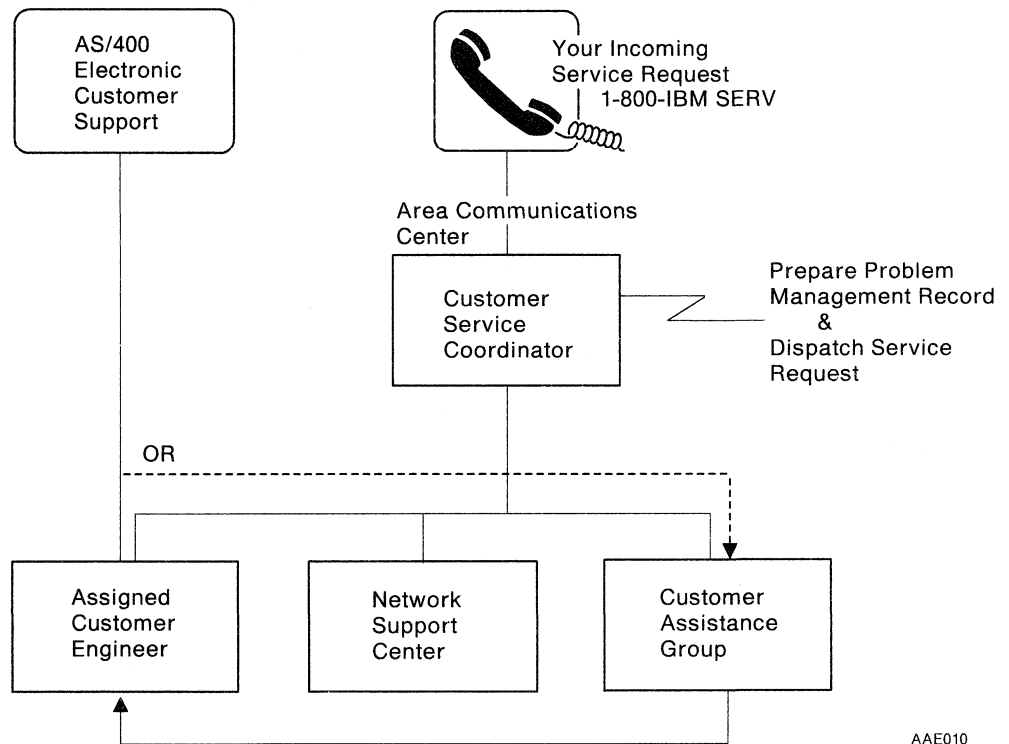 AS/400
Electronic
Customer
Support
Your Incoming
Service Request
1-800-IBM SERV
Area Communications
Center
Customer
Service
Coordinator
Prepare Problem
Management Record
&
Dispatch Service
Request
OR
Assigned
Customer
Engineer
Network
Support
Center
Customer
Assistance
Group
AAE010